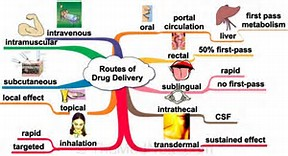 Routes of
Drug Delivery
intravenous
intramuscular
subcutaneous
local effect
topical
rapid
targeted
inhalation
oral
portal
circulation
first pass
metabolism
liver
rectal
50% first-pass
sublingual
rapid
no first-pass
intrathecal
CSF
transdermal
sustained effect